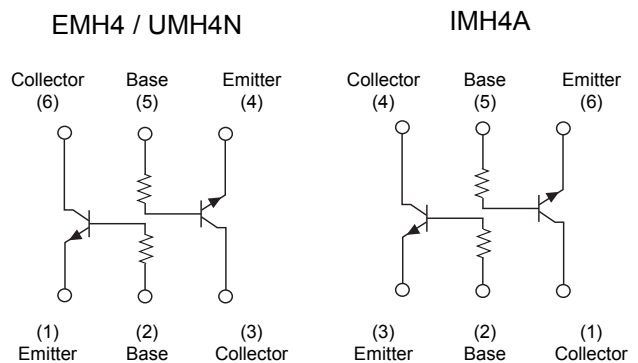 EMH4 / UMH4N
IMH4A
Collector Base Emitter
(6) (5) (4)
Collector Base Emitter
(4) (5) (6)
(1) (2) (3)
Emitter Base Collector
(3) (2) (1)
Emitter Base Collector